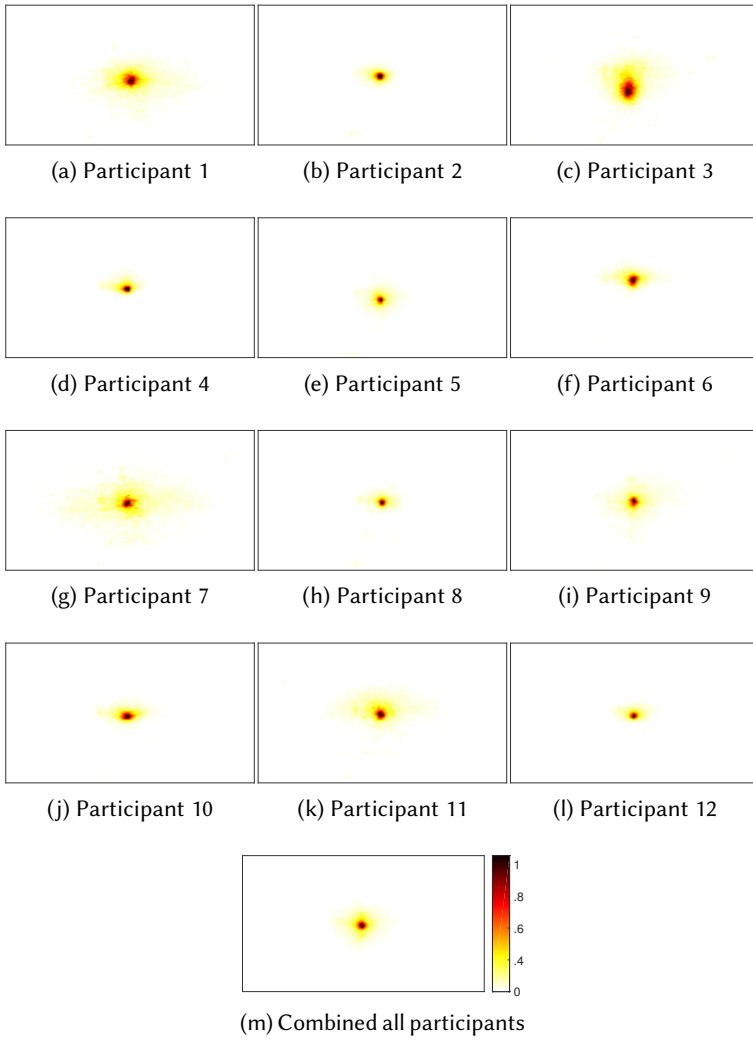 (a) Participant 1
(b) Participant 2
(c) Participant 3
(d) Participant 4
(e) Participant 5
(f) Participant 6
(g) Participant 7
(h) Participant 8
(i) Participant 9
(j) Participant 10
(k) Participant 11
(l) Participant 12
1
.8
.6
.4
0
(m) Combined all participants